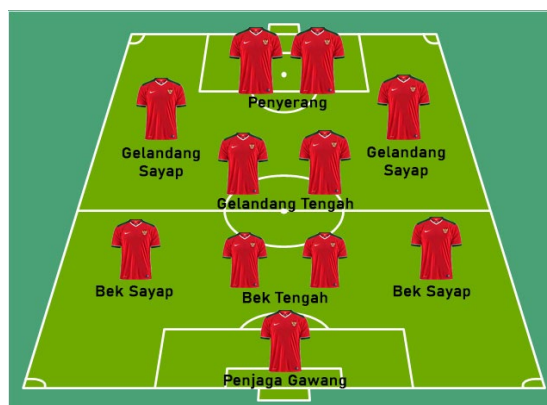 Penyerang
Gelandang
Sayap
Gelandang
Sayap
Gelandang Tengah
Bek Sayap
Bek Tengah
Bek Sayap
Penjaga Gawang